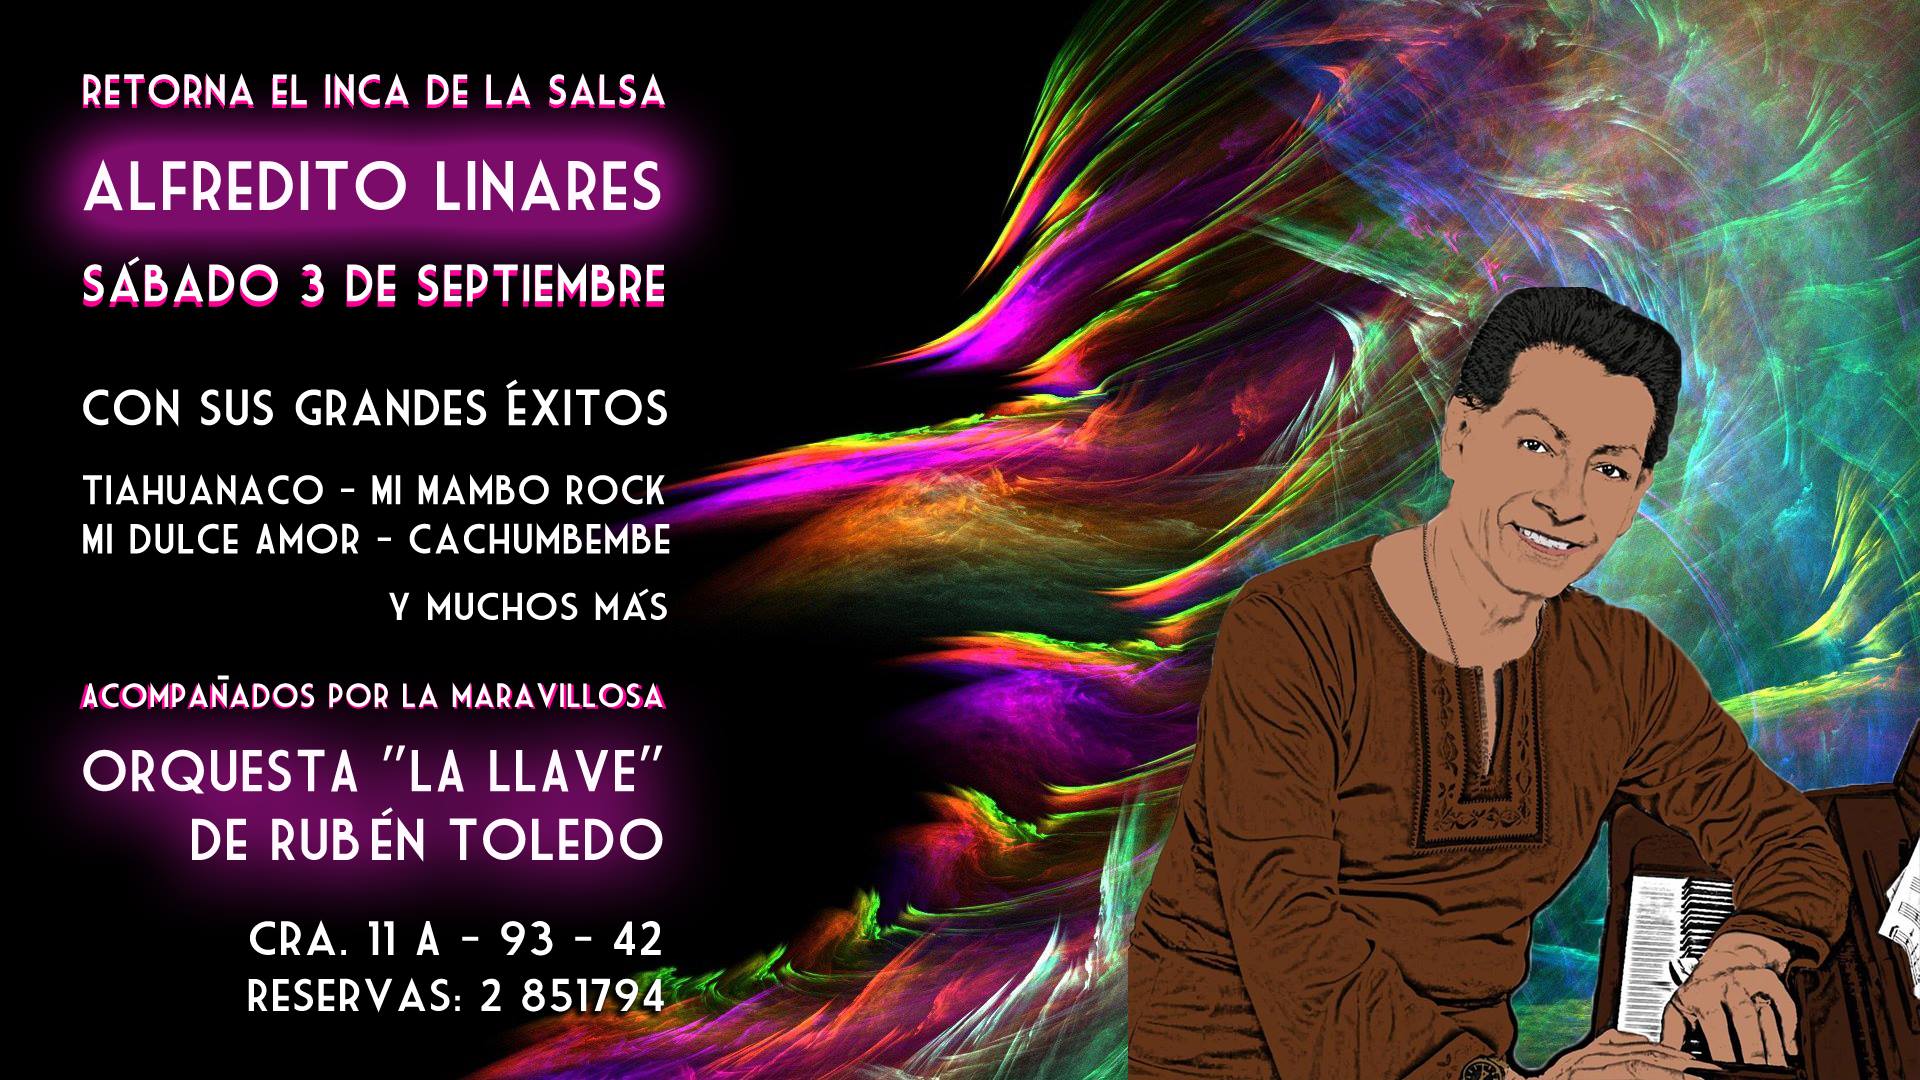 RETORNA EL INCA DE LA SALSA
ALFREDITO LINARES
SÁBADO 3 DE SEPTIEMBRE
CON SUS GRANDES ÉXITOS
TIAHUANACO - MI MAMBO ROCK
MI DULCE AMOR - CACHUMBEMBE
Y MUCHOS MÁS
ACOMPAÑADOS POR LA MARAVILLOSA
ORQUESTA "LA LLAVE"
DE RUBÉN TOLEDO
CRA. 11 A - 93 - 42
RESERVAS: 2 851794